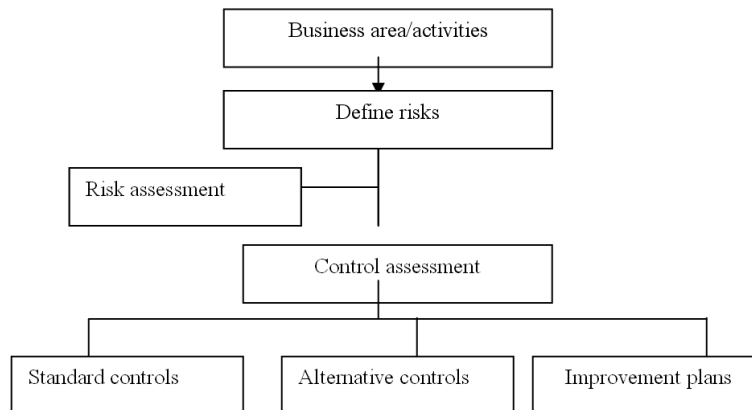 Business area/activities
Define risks
Risk assessment
Control assessment
Standard controls
Alternative controls
Improvement plans